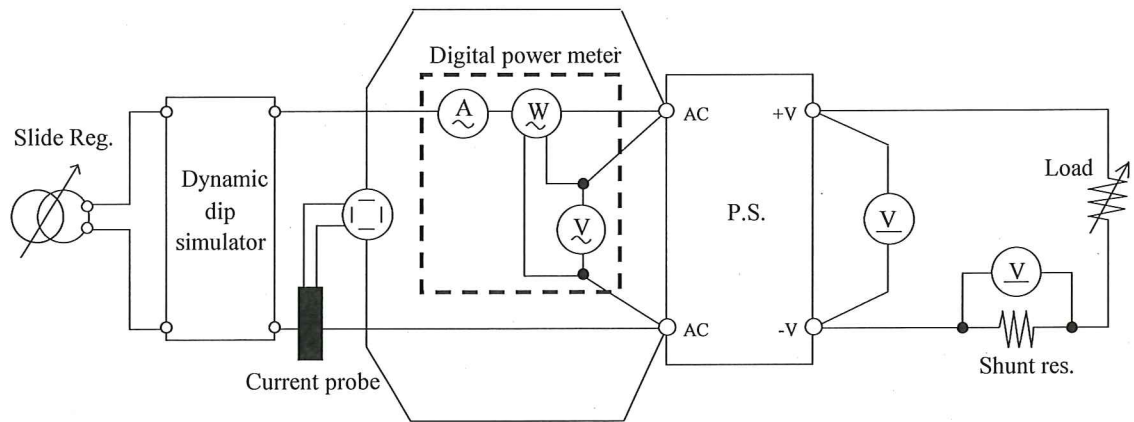 Digital power meter
A
W
AC
+V
Slide Reg.
Dynamic
dip
simulator
V
P.S.
V
Load
V
AC
-V
Current probe
Shunt res.